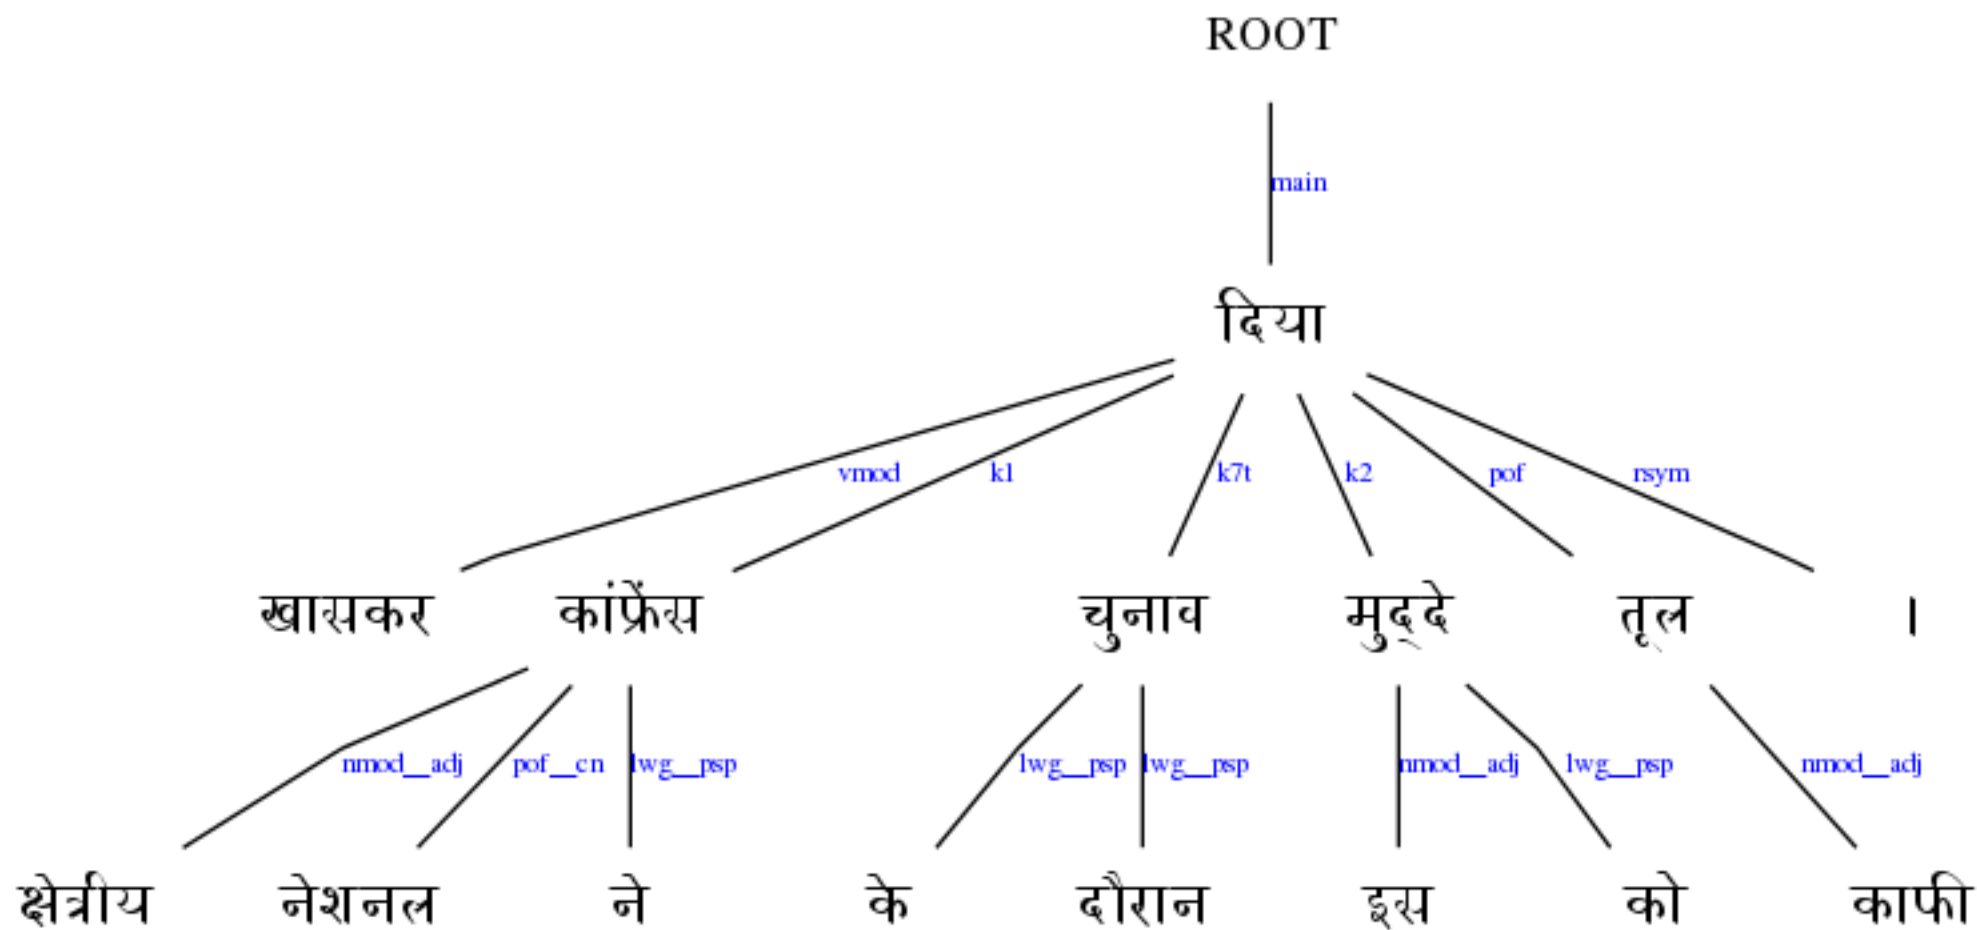 ROOT
main
दिया
vmod k1 k7t k2 pof rsym
खासकर कांफ्रेंस चुनाव मुद्दे तूल ।
nmod__adj pof__cn lwg__psp lwg__psp lwg__psp nmod__adj lwg__psp nmod__adj
क्षेत्रीय नेशनल ने के दौरान इस को काफी